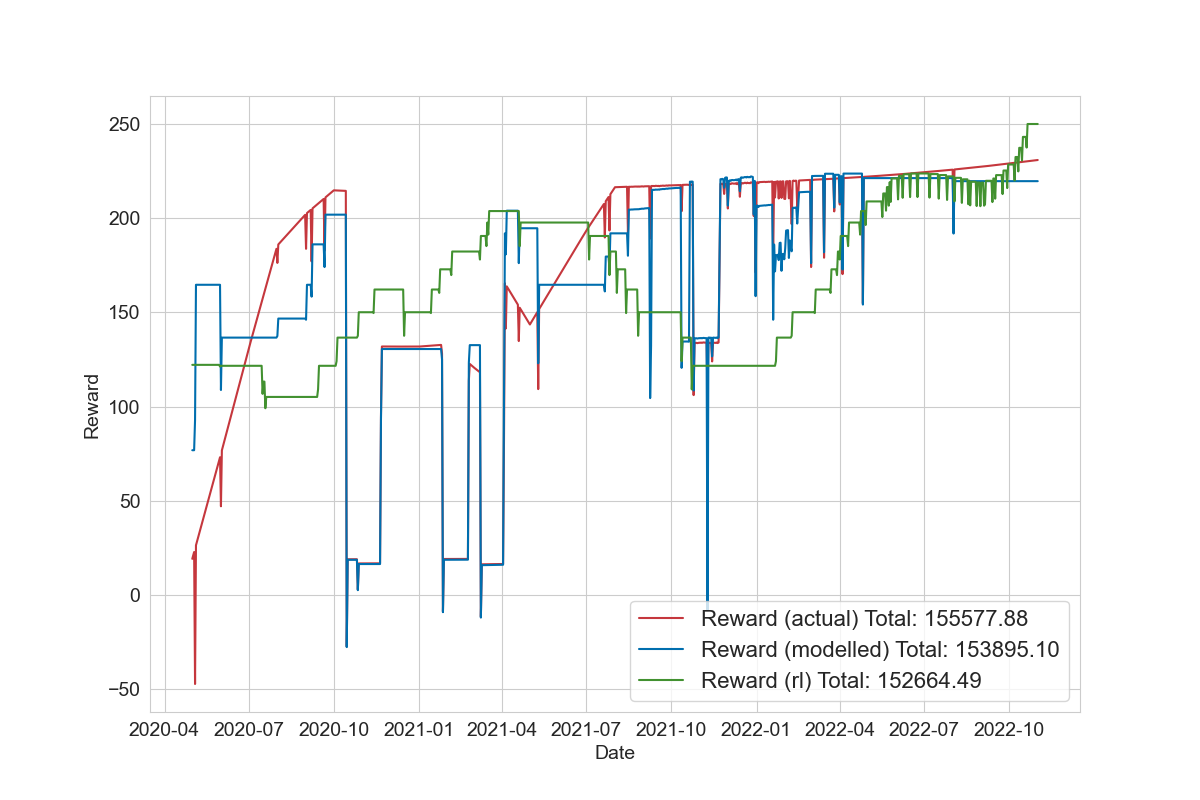 250
200
150
100
50
0
−50
Reward
Reward (actual) Total: 155577.88
Reward (modelled) Total: 153895.10
Reward (rl) Total: 152664.49
2020-04 2020-07 2020-10 2021-01 2021-04 2021-07 2021-10 2022-01 2022-04 2022-07 2022-10
Date